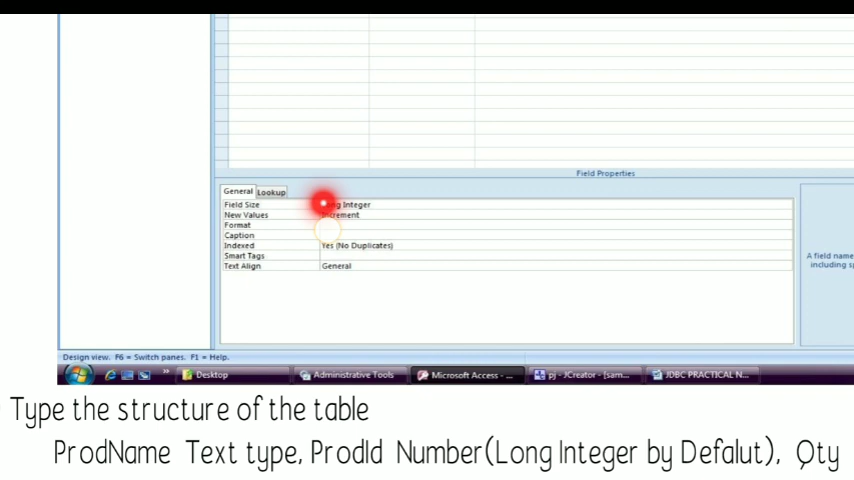 Field Properties
General Lookup
Field Size Long Integer
New Values Increment
Format
Caption
Indexed Yes (No Duplicates)
Smart Tags
Text Align General
A field name
including s
Design view. F6 = Switch panes. F1 = Help.
» Desktop Administrative Tools Microsoft Access - ... pj - JCreator - [sam... JDBC PRACTICAL N...
Type the structure of the table
ProdName Text type, ProdId Number(Long Integer by Defalut), Qty